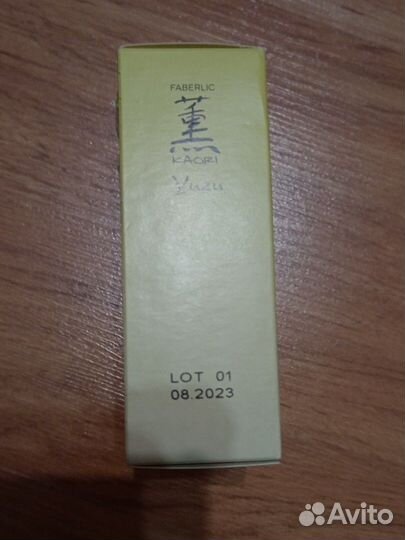 FABERLIC
薫
KAORI
Yuzu
LOT 01
08.2023
Avito